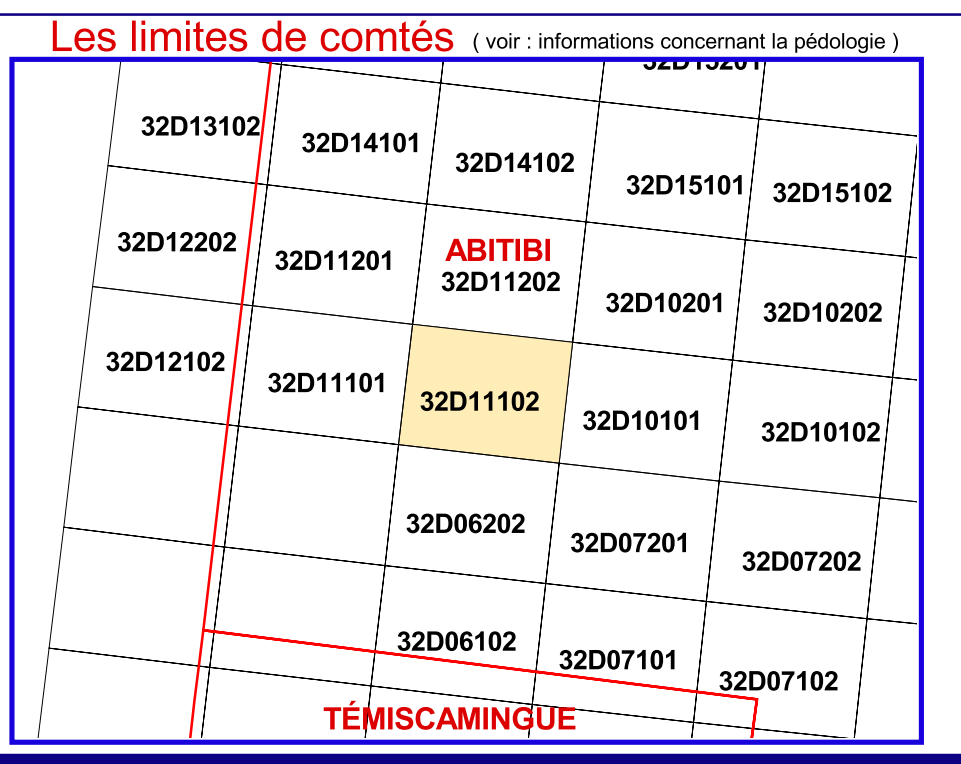 Les limites de comtés ( voir : informations concernant la pédologie )
32D15201
32D13102
32D14101
32D14102
32D15101
32D15102
32D12202
32D11201
ABITIBI
32D11202
32D10201
32D10202
32D12102
32D11101
32D11102
32D10101
32D10102
32D06202
32D07201
32D07202
32D06102
32D07101
32D07102
TÉMISCAMINGUE